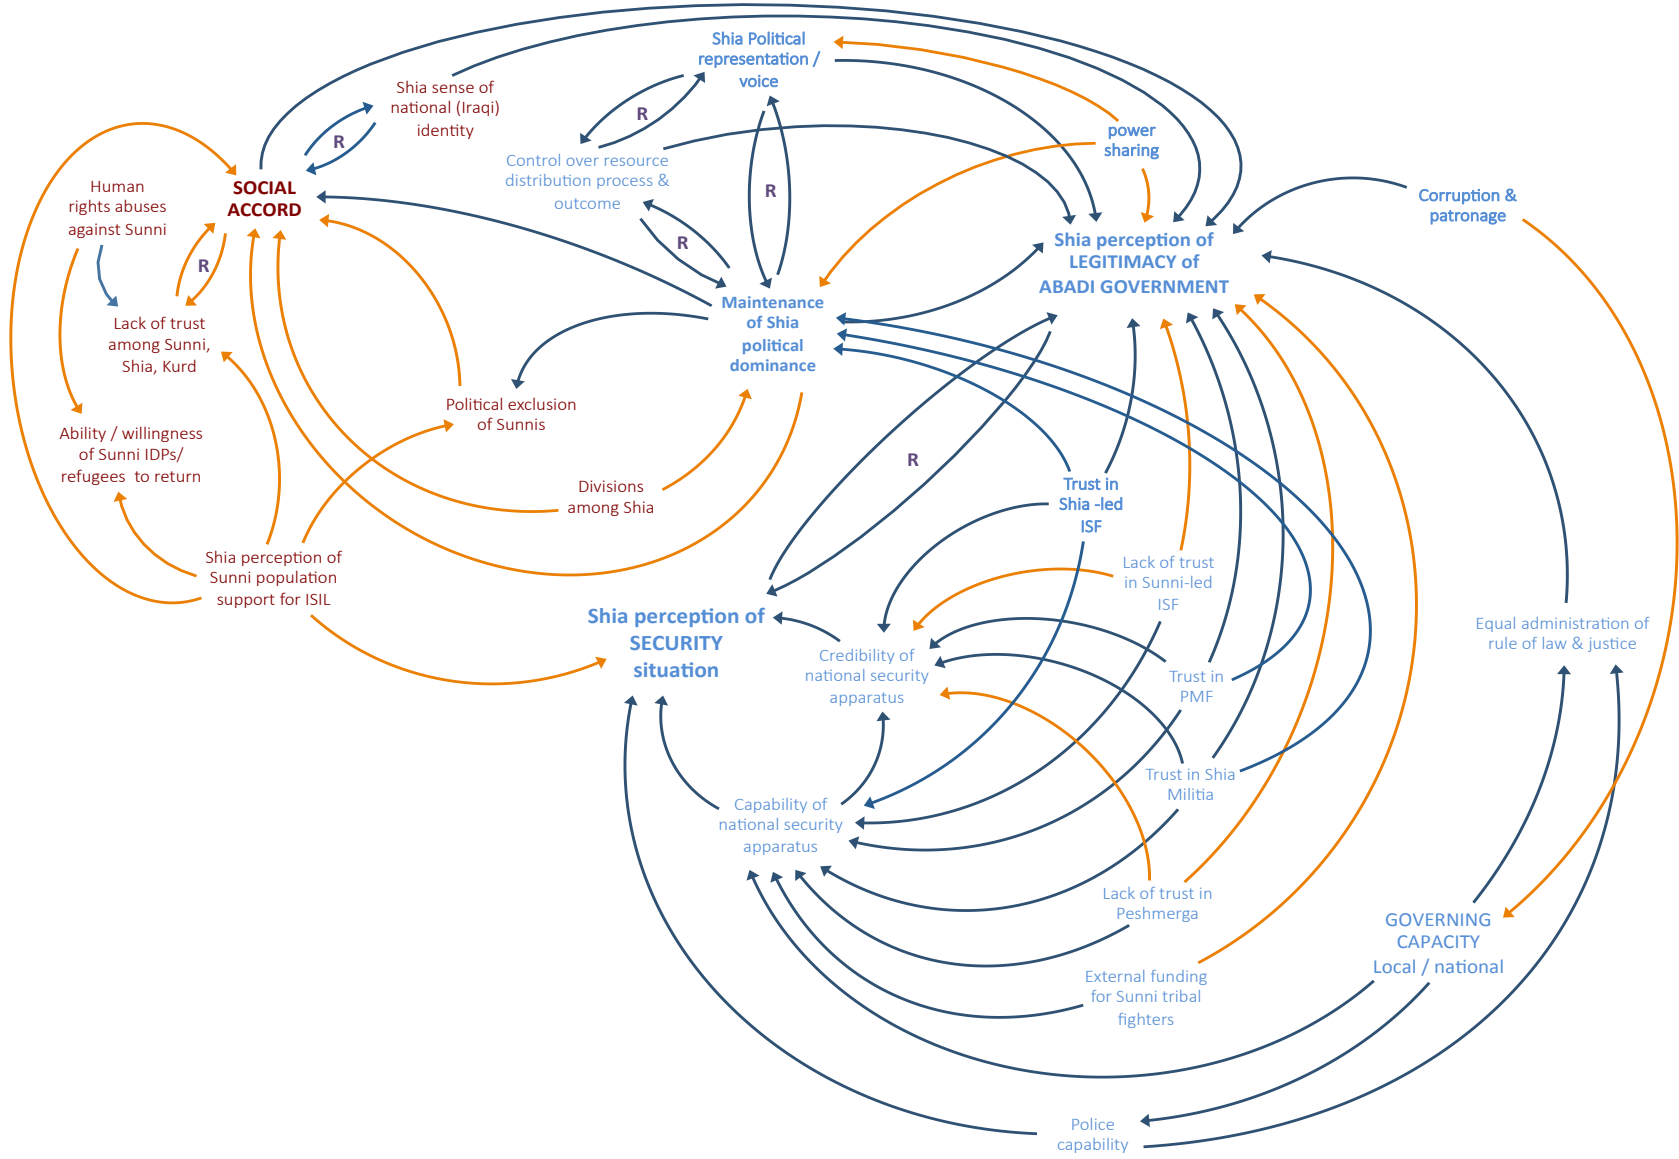 Shia Political
representation /
voice
Shia sense of
national (Iraqi)
identity
R
R
power
sharing
Control over resource
distribution process &
outcome
Human
rights abuses
against Sunni
SOCIAL
ACCORD
R
Corruption &
patronage
R
R
Shia perception of
LEGITIMACY of
ABADI GOVERNMENT
Maintenance
of Shia
political
dominance
Lack of trust
among Sunni,
Shia, Kurd
Political exclusion
of Sunnis
Ability / willingness
of Sunni IDPs/
refugees to return
R
Divisions
among Shia
Trust in
Shia -led
ISF
Shia perception of
Sunni population
support for ISIL
Lack of trust
in Sunni-led
ISF
Shia perception of
SECURITY
situation
Equal administration of
rule of law & justice
Credibility of
national security
apparatus
Trust in
PMF
Trust in Shia
Militia
Capability of
national security
apparatus
Lack of trust in
Peshmerga
GOVERNING
CAPACITY
Local / national
External funding
for Sunni tribal
fighters
Police
capability